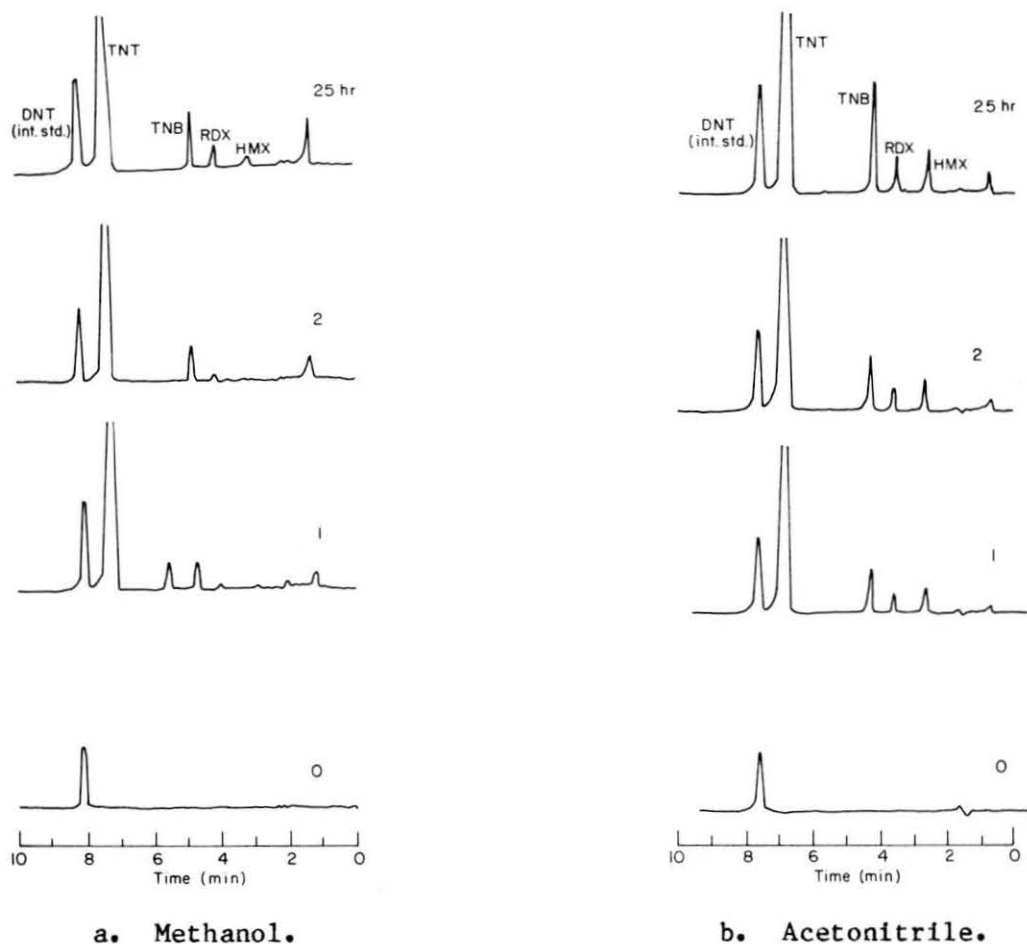 TNT
25 hr
DNT
(int. std.)
TNB
RDX
HMX
2
1
0
10 8 6 4 2 0
Time (min)
a. Methanol.
TNT
TNB
25 hr
DNT
(int. std.)
RDX
HMX
2
1
0
10 8 6 4 2 0
Time (min)
b. Acetonitrile.